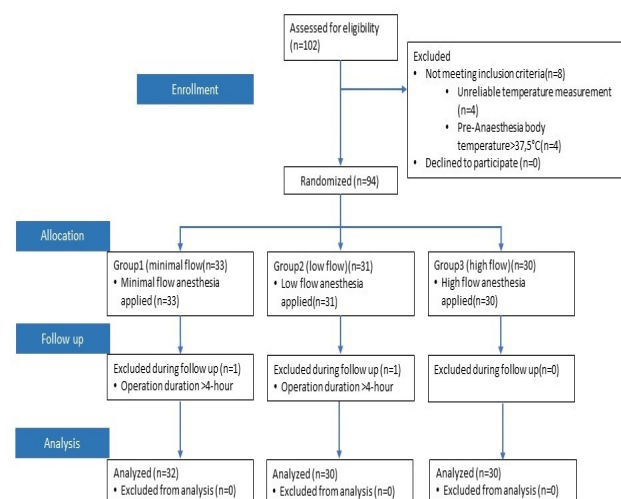 Assessed for eligibility
(n=102)
Enrollment
Excluded
• Not meeting inclusion criteria(n=8)
• Unreliable temperature measurement
(n=4)
• Pre-Anaesthesia body
temperature>37,5°C(n=4)
• Declined to participate (n=0)
Randomized (n=94)
Allocation
Group1 (minimal flow(n=33)
• Minimal flow anesthesia
applied (n=33)
Group2 (low flow)(n=31)
• Low flow anesthesia
applied(n=31)
Group3 (high flow)(n=30)
• High flow anesthesia
applied(n=30)
Follow up
Excluded during follow up (n=1)
• Operation duration >4-hour
Excluded during follow up (n=1)
• Operation duration >4-hour
Excluded during follow up(n=0)
Analysis
Analyzed (n=32)
• Excluded from analysis (n=0)
Analyzed (n=30)
• Excluded from analysis (n=0)
Analyzed (n=30)
• Excluded from analysis (n=0)